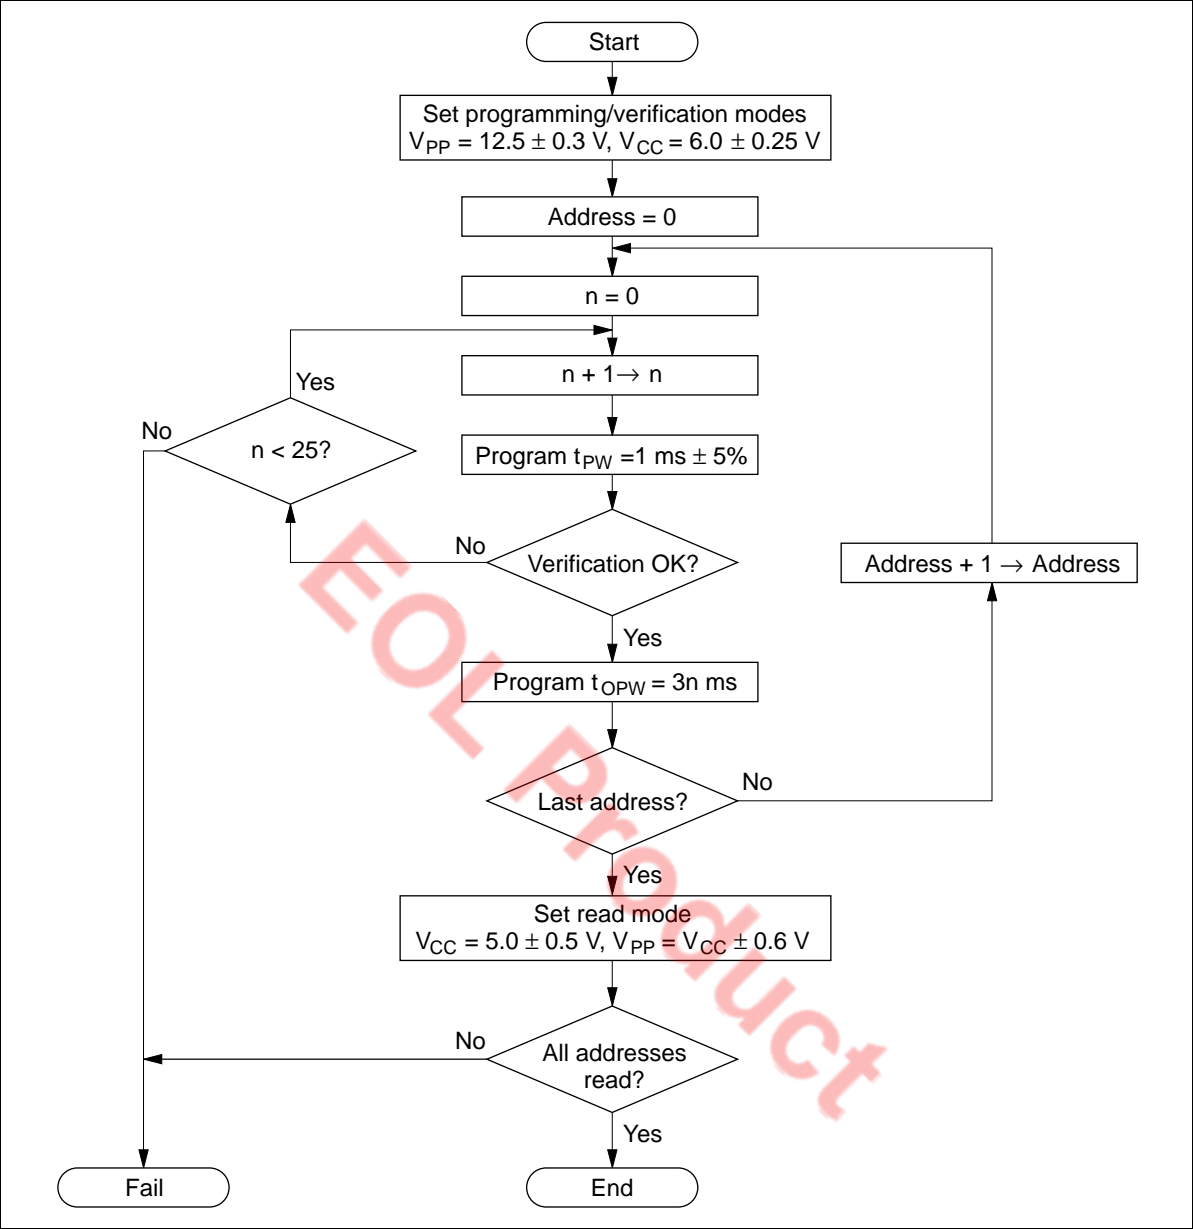 Start
Set programming/verification modes
VPP = 12.5 ± 0.3 V, VCC = 6.0 ± 0.25 V
Address = 0
n = 0
n + 1→ n
Yes
No
n < 25?
Program tPW =1 ms ± 5%
No
Verification OK?
Address + 1 → Address
Yes
Program tOPW = 3n ms
Last address?
No
Yes
Set read mode
VCC = 5.0 ± 0.5 V, VPP = VCC ± 0.6 V
No
All addresses
read?
Yes
Fail
End
EOL Product